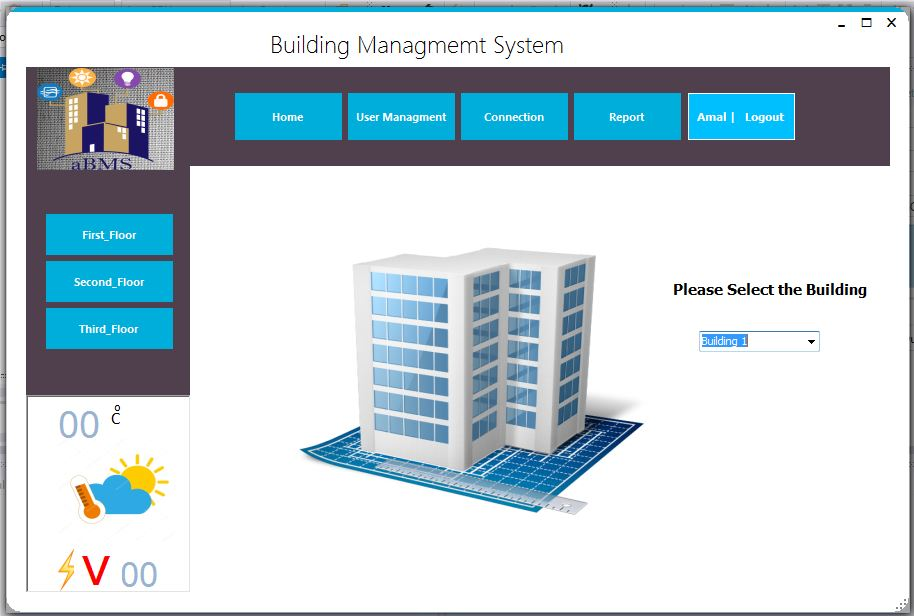 Building Managmemt System
aBMS
Home
User Managment
Connection
Report
Amal | Logout
First_Floor
Second_Floor
Third_Floor
Please Select the Building
Building 1
00 °C
V 00